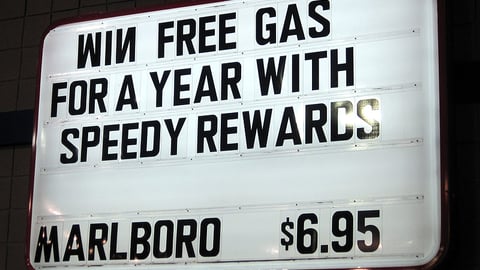 WIN FREE GAS
FOR A YEAR WITH
SPEEDY REWARDS
MARLBORO $6.95